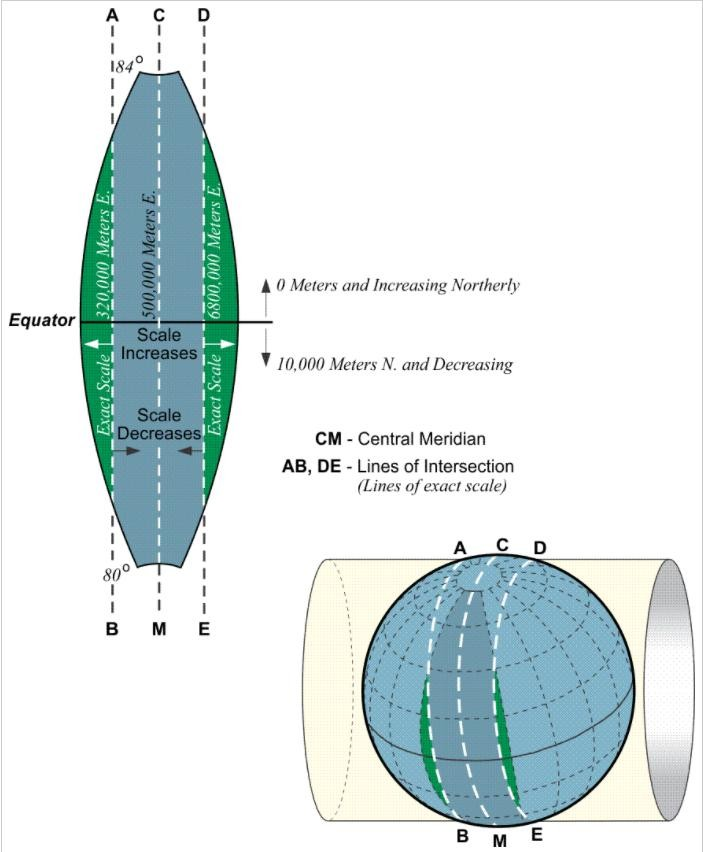 A C D
84°
320,000 Meters E.
500,000 Meters E.
6800,000 Meters E.
0 Meters and Increasing Northerly
Equator
Scale
Increases
10,000 Meters N. and Decreasing
Exact Scale
Exact Scale
Scale
Decreases
CM - Central Meridian
AB, DE - Lines of Intersection
(Lines of exact scale)
80°
B M E
A C D
B M E